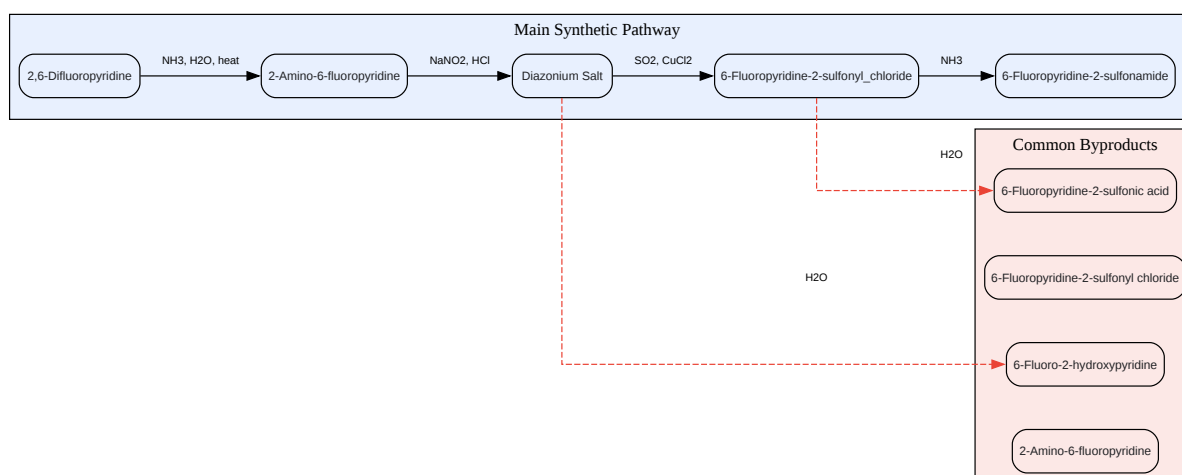 Main Synthetic Pathway
2,6-Difluoropyridine
NH3, H2O, heat
2-Amino-6-fluoropyridine
NaNO2, HCl
Diazonium Salt
SO2, CuCl2
6-Fluoropyridine-2-sulfonyl_chloride
NH3
6-Fluoropyridine-2-sulfonamide
Common Byproducts
H2O
6-Fluoropyridine-2-sulfonic acid
H2O
6-Fluoropyridine-2-sulfonyl chloride
6-Fluoro-2-hydroxypyridine
2-Amino-6-fluoropyridine